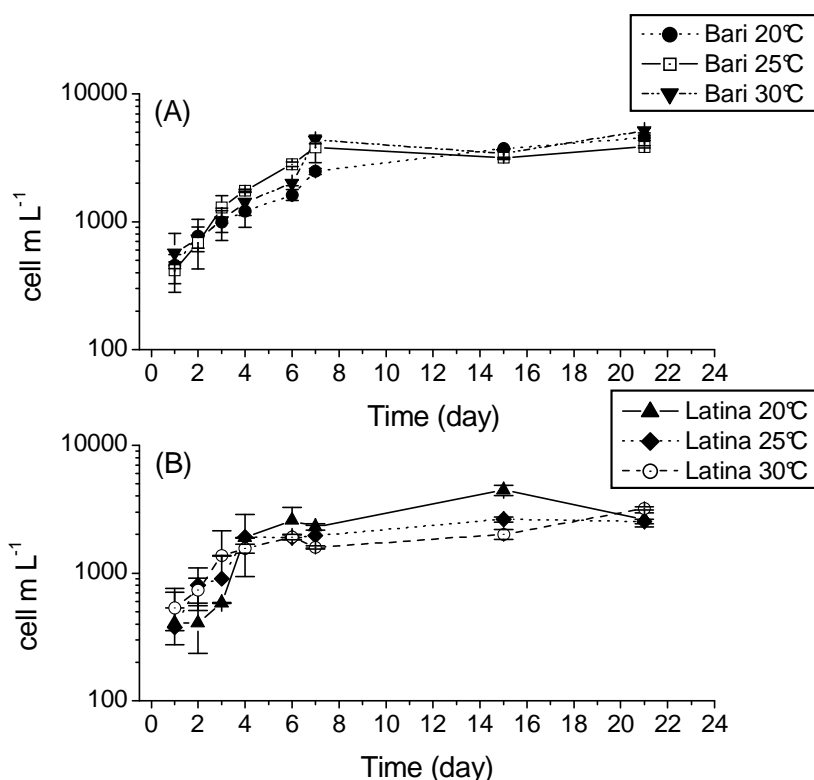 Bari 20°C
Bari 25°C
Bari 30°C
(A)
10000
1000
100
cell m L-1
0 2 4 6 8 10 12 14 16 18 20 22 24
Time (day)
Latina 20°C
Latina 25°C
Latina 30°C
(B)
10000
1000
100
cell m L-1
0 2 4 6 8 10 12 14 16 18 20 22 24
Time (day)